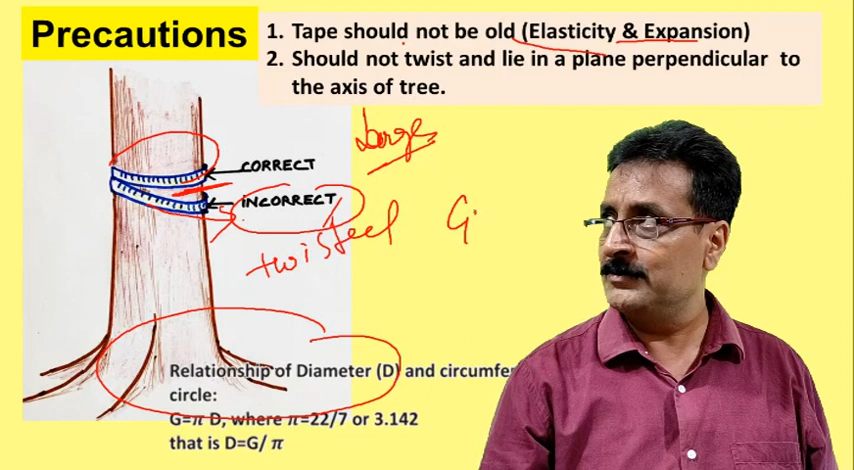 Precautions
1. Tape should not be old (Elasticity & Expansion)
2. Should not twist and lie in a plane perpendicular to
the axis of tree.
CORRECT
INCORRECT
twisted G
Relationship of Diameter (D) and circumfe
circle:
G=π D, where π=22/7 or 3.142
that is D=G/ π